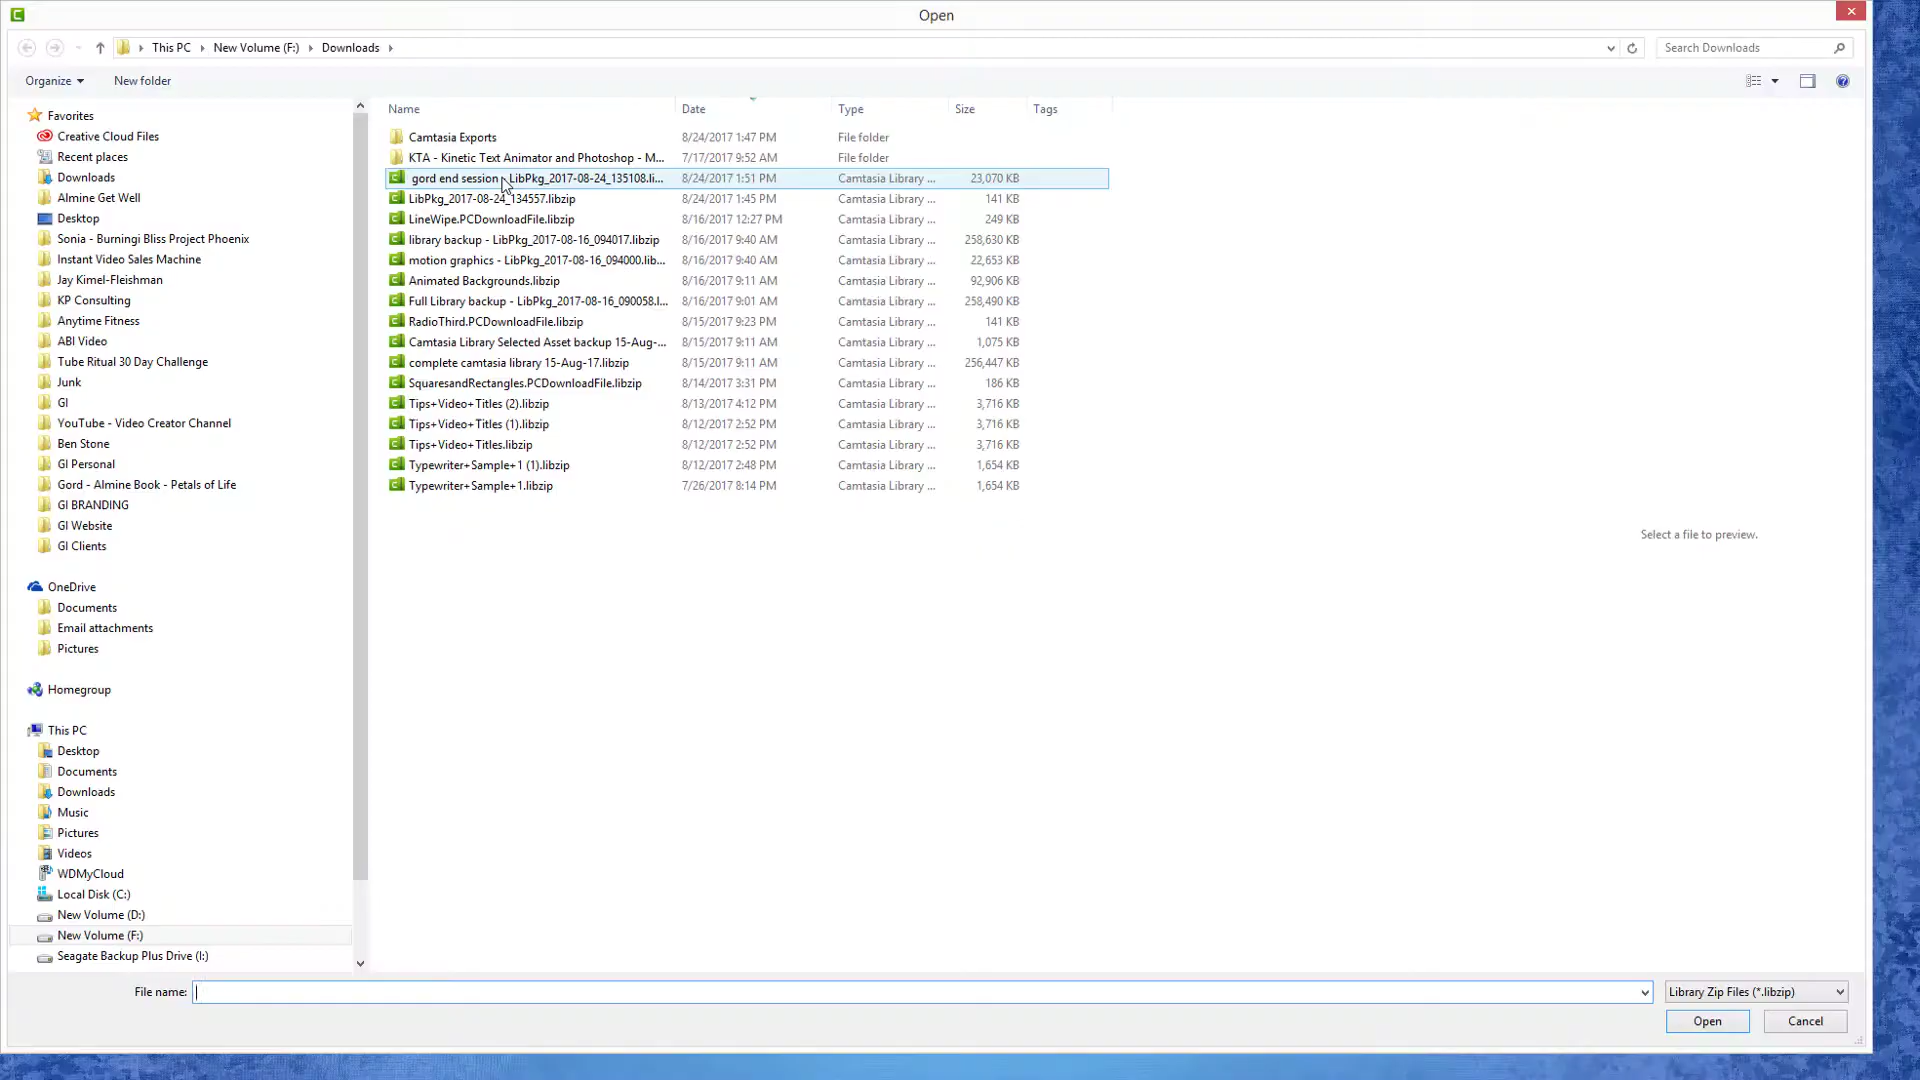 Open
This PC
New Volume (F:)
Downloads
Search Downloads
Organize
New folder
Favorites
Creative Cloud Files
Recent places
Downloads
Almine Get Well
Desktop
Sonia - Burningi Bliss Project Phoenix
Instant Video Sales Machine
Jay Kimel-Fleishman
KP Consulting
Anytime Fitness
ABI Video
Tube Ritual 30 Day Challenge
Junk
GI
YouTube - Video Creator Channel
Ben Stone
GI Personal
Gord - Almine Book - Petals of Life
GI BRANDING
GI Website
GI Clients
OneDrive
Documents
Email attachments
Pictures
Homegroup
This PC
Desktop
Documents
Downloads
Music
Pictures
Videos
WDMyCloud
Local Disk (C:)
New Volume (D:)
New Volume (F:)
Seagate Backup Plus Drive (I:)
Name Date Type Size Tags
Camtasia Exports 8/24/2017 1:47 PM File folder
KTA - Kinetic Text Animator and Photoshop - M... 7/17/2017 9:52 AM File folder
gord end session - LibPkg_2017-08-24_135108.li... 8/24/2017 1:51 PM Camtasia Library ... 23,070 KB
LibPkg_2017-08-24_134557.libzip 8/24/2017 1:45 PM Camtasia Library ... 141 KB
LineWipe.PCDownloadFile.libzip 8/16/2017 12:27 PM Camtasia Library ... 249 KB
library backup - LibPkg_2017-08-16_094017.libzip 8/16/2017 9:40 AM Camtasia Library ... 258,630 KB
motion graphics - LibPkg_2017-08-16_094000.lib... 8/16/2017 9:40 AM Camtasia Library ... 22,653 KB
Animated Backgrounds.libzip 8/16/2017 9:11 AM Camtasia Library ... 92,906 KB
Full Library backup - LibPkg_2017-08-16_090058.l... 8/16/2017 9:01 AM Camtasia Library ... 258,490 KB
RadioThird.PCDownloadFile.libzip 8/15/2017 9:23 PM Camtasia Library ... 141 KB
Camtasia Library Selected Asset backup 15-Aug-... 8/15/2017 9:11 AM Camtasia Library ... 1,075 KB
complete camtasia library 15-Aug-17.libzip 8/15/2017 9:11 AM Camtasia Library ... 256,447 KB
SquaresandRectangles.PCDownloadFile.libzip 8/14/2017 3:31 PM Camtasia Library ... 186 KB
Tips+Video+Titles (2).libzip 8/13/2017 4:12 PM Camtasia Library ... 3,716 KB
Tips+Video+Titles (1).libzip 8/12/2017 2:52 PM Camtasia Library ... 3,716 KB
Tips+Video+Titles.libzip 8/12/2017 2:52 PM Camtasia Library ... 3,716 KB
Typewriter+Sample+1 (1).libzip 8/12/2017 2:48 PM Camtasia Library ... 1,654 KB
Typewriter+Sample+1.libzip 7/26/2017 8:14 PM Camtasia Library ... 1,654 KB
Select a file to preview.
File name:
Library Zip Files (*.libzip)
Open
Cancel